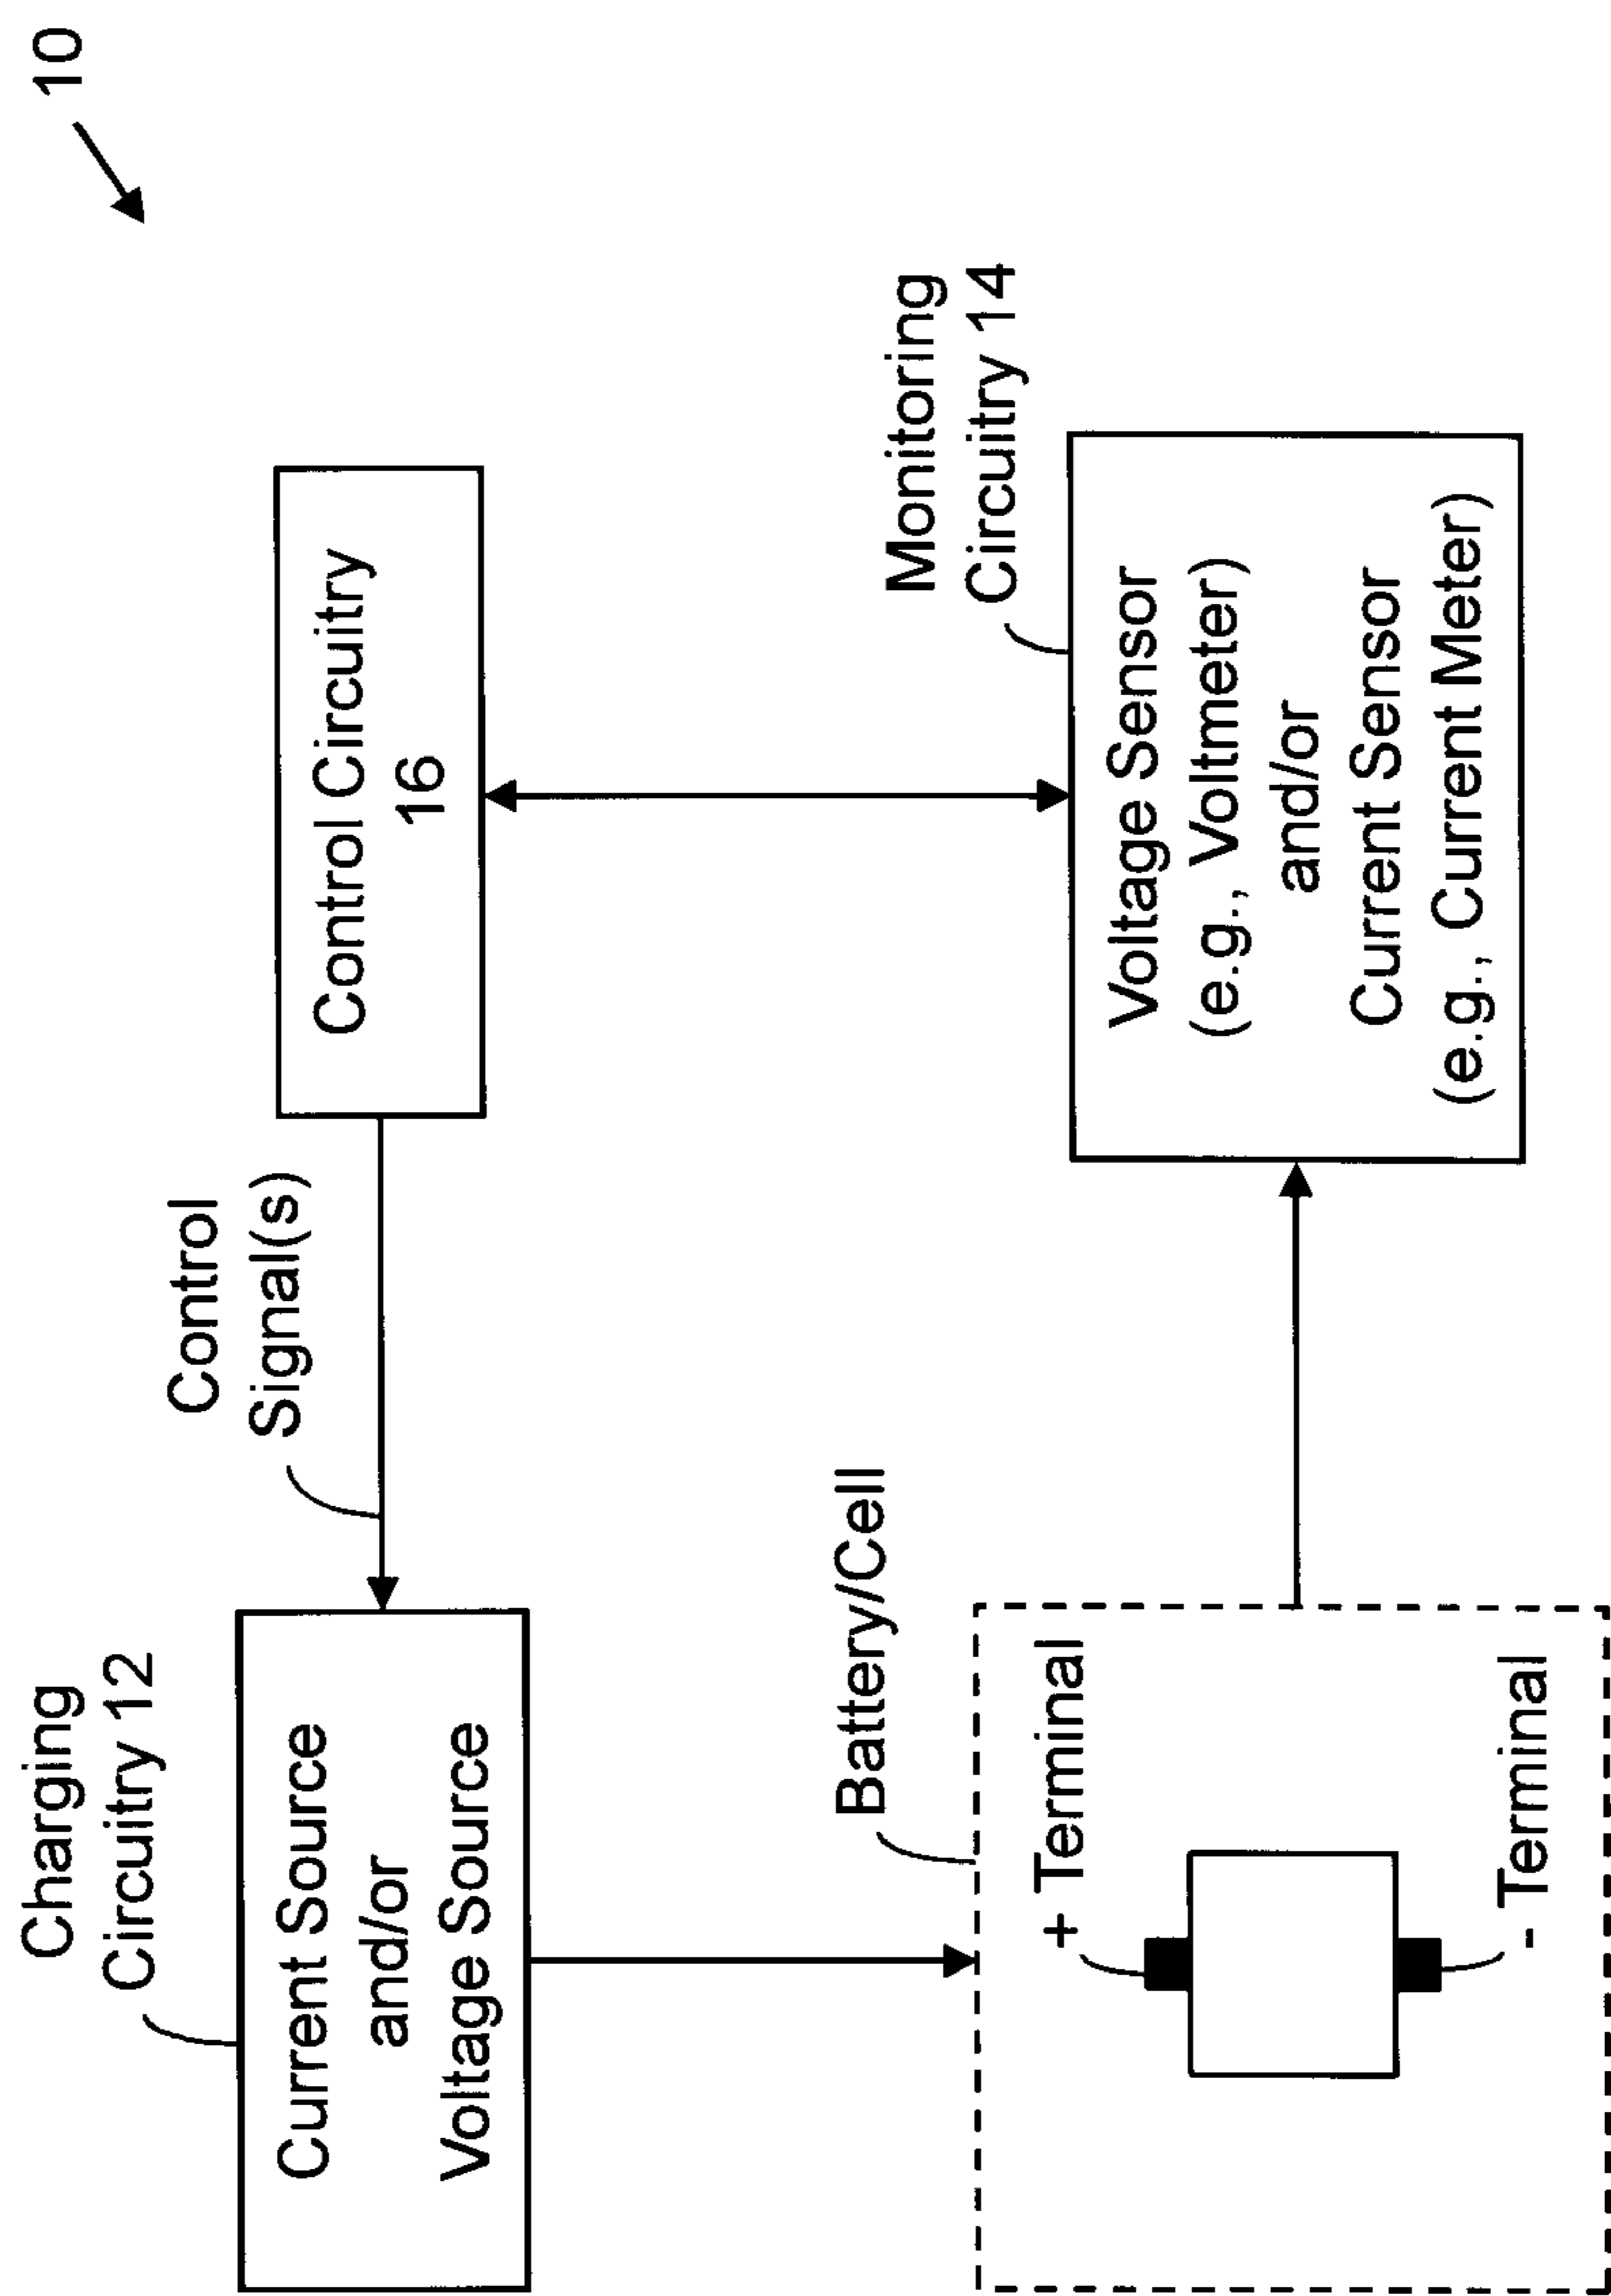 10
Charging
Circuitry 12
Current Source
and/or
Voltage Source
Control
Signal(s)
Control Circuitry
16
Battery/Cell
+ Terminal
- Terminal
Monitoring
Circuitry 14
Voltage Sensor
(e.g., Voltmeter)
and/or
Current Sensor
(e.g., Current Meter)